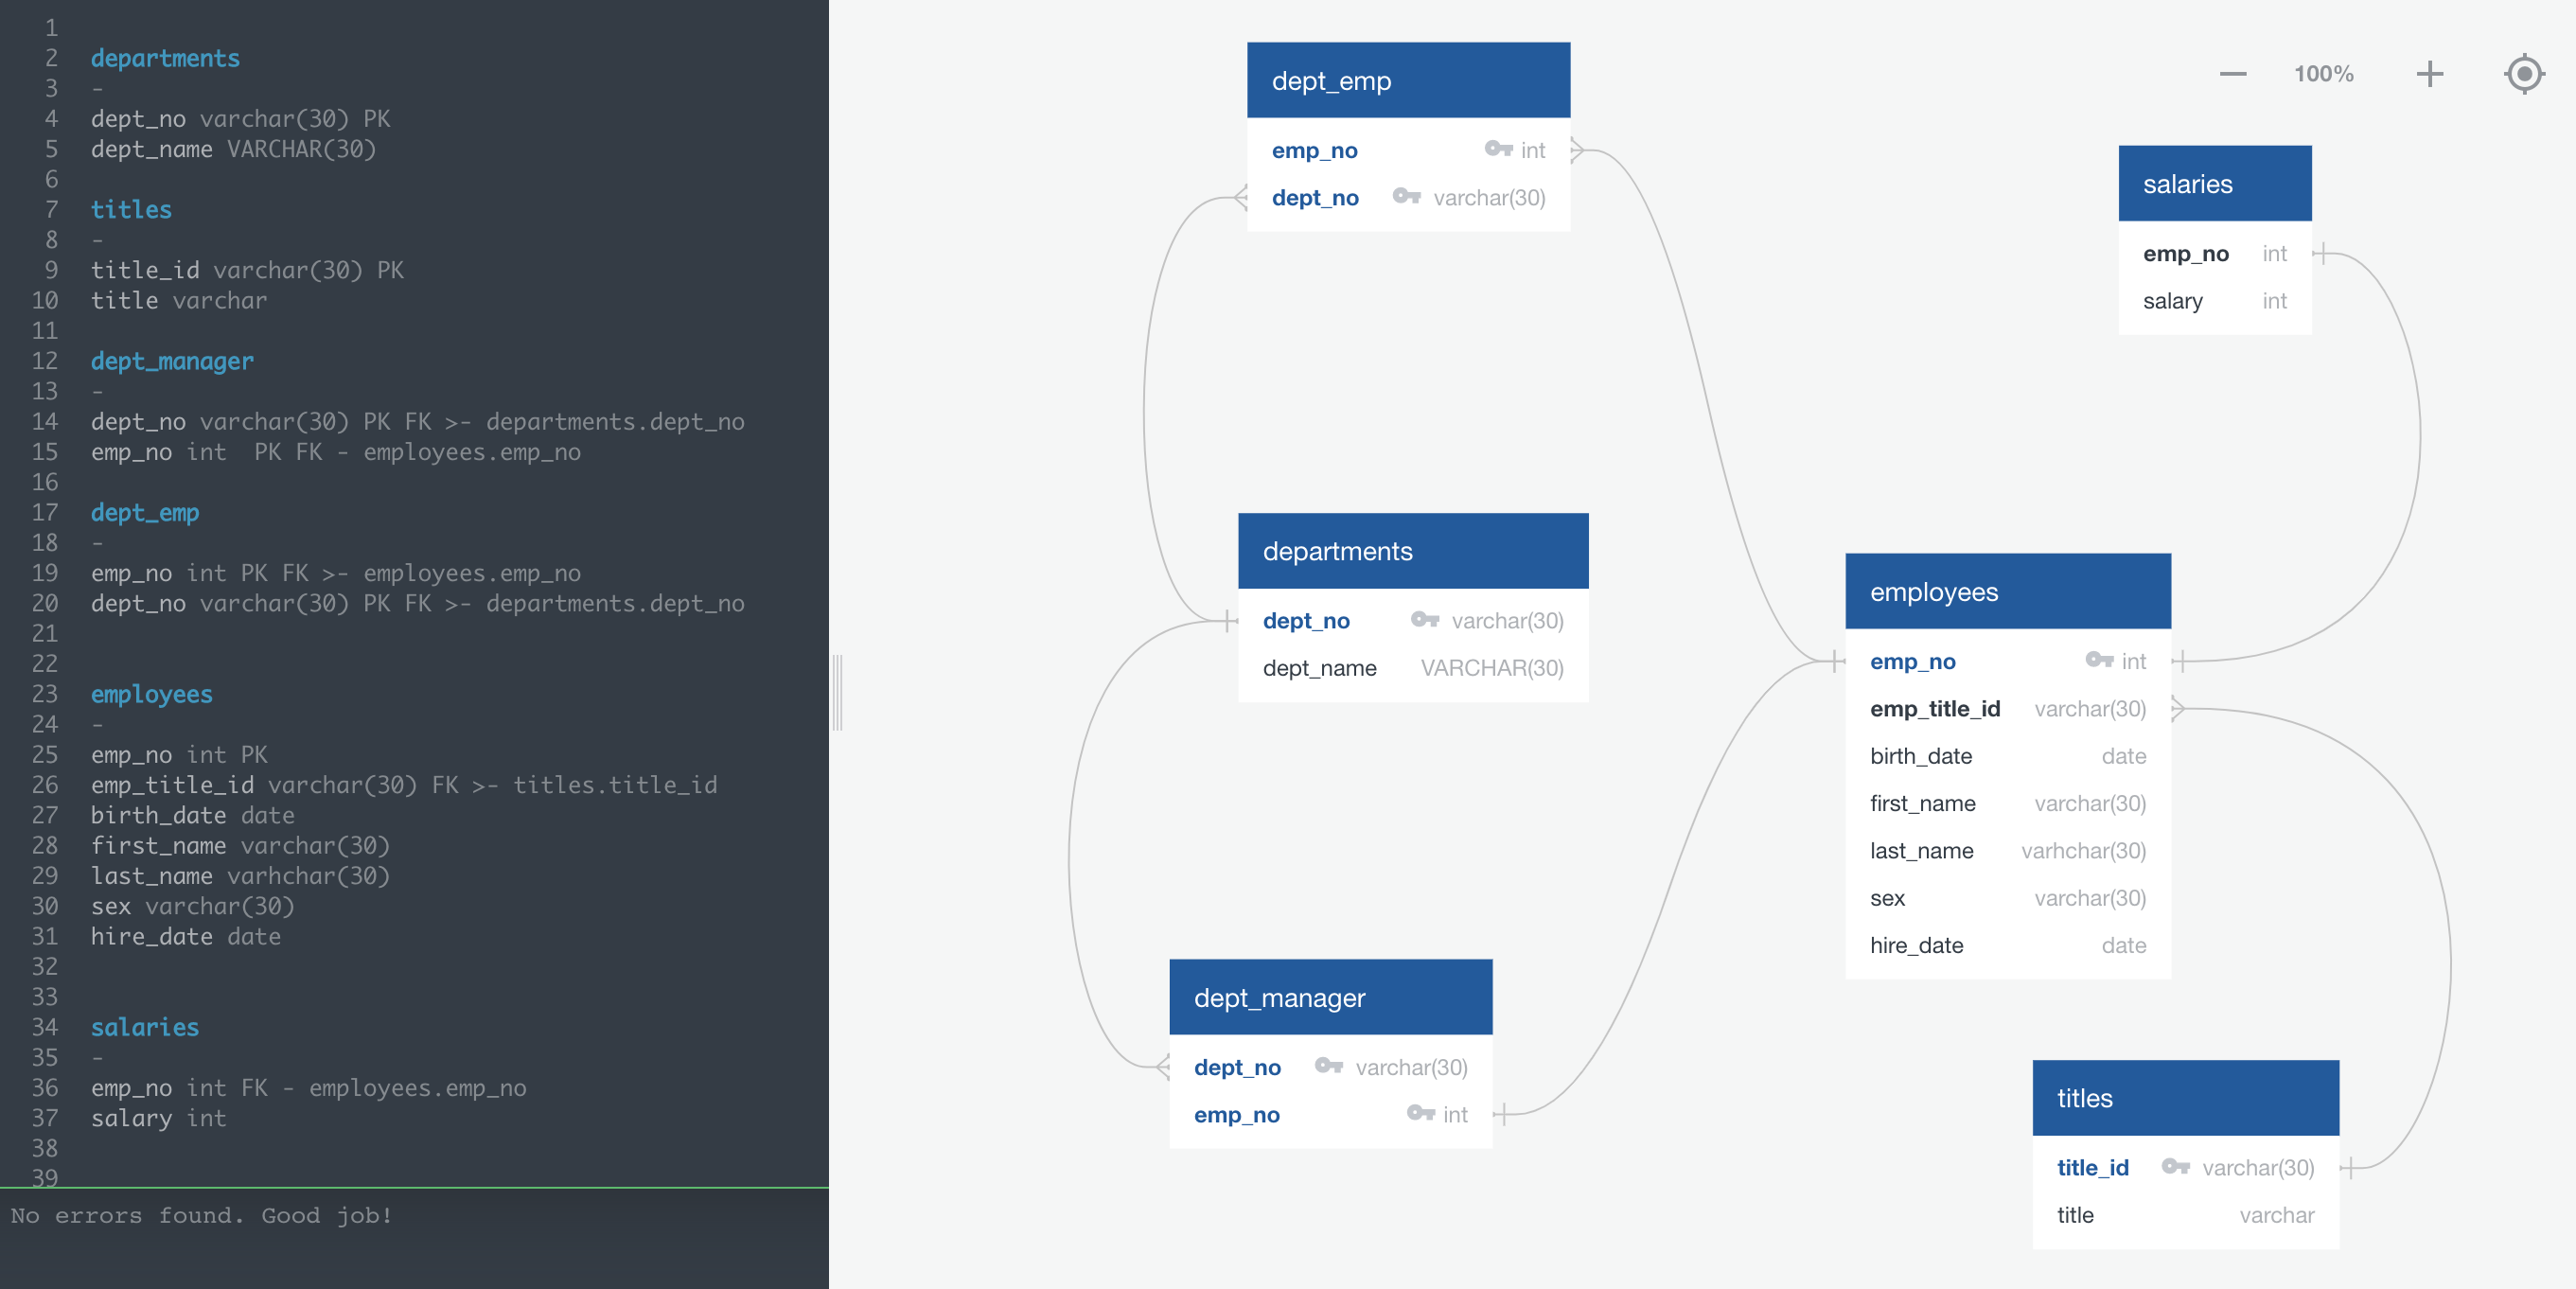 1
2 departments
3 -
4 dept_no varchar(30) PK
5 dept_name VARCHAR(30)
6
7 titles
8 -
9 title_id varchar(30) PK
10 title varchar
11
12 dept_manager
13 -
14 dept_no varchar(30) PK FK >- departments.dept_no
15 emp_no int  PK FK - employees.emp_no
16
17 dept_emp
18 -
19 emp_no int PK FK >- employees.emp_no
20 dept_no varchar(30) PK FK >- departments.dept_no
21
22
23 employees
24 -
25 emp_no int PK
26 emp_title_id varchar(30) FK >- titles.title_id
27 birth_date date
28 first_name varchar(30)
29 last_name varhchar(30)
30 sex varchar(30)
31 hire_date date
32
33
34 salaries
35 -
36 emp_no int FK - employees.emp_no
37 salary int
38
39
No errors found. Good job!
100%
dept_emp
emp_no int
dept_no varchar(30)
salaries
emp_no int
salary int
departments
dept_no varchar(30)
dept_name VARCHAR(30)
employees
emp_no int
emp_title_id varchar(30)
birth_date date
first_name varchar(30)
last_name varhchar(30)
sex varchar(30)
hire_date date
dept_manager
dept_no varchar(30)
emp_no int
titles
title_id varchar(30)
title varchar